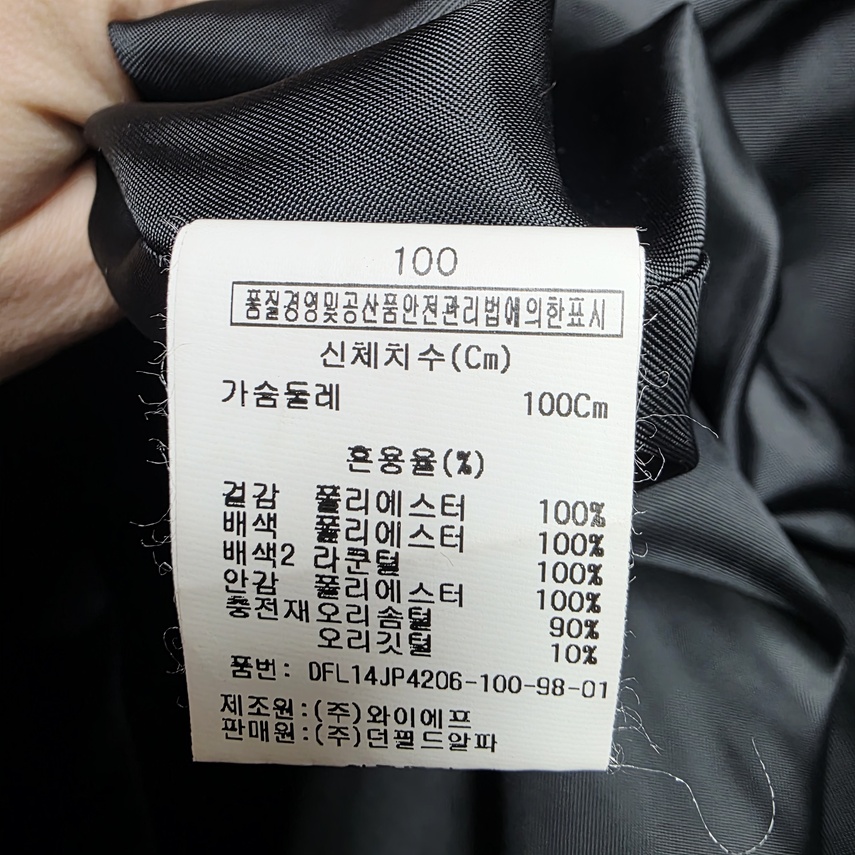 100
품질경영및공산품안전관리법에의한표시
신체치수(Cm)
가슴둘레 100Cm
혼용율(%)
겉감 폴리에스터 100%
배색 폴리에스터 100%
배색2 라쿤털 100%
안감 폴리에스터 100%
충전재 오리솜털 90%
오리깃털 10%
품번: DFL14JP4206-100-98-01
제조원:(주)와이에프
판매원:(주)던필드알파